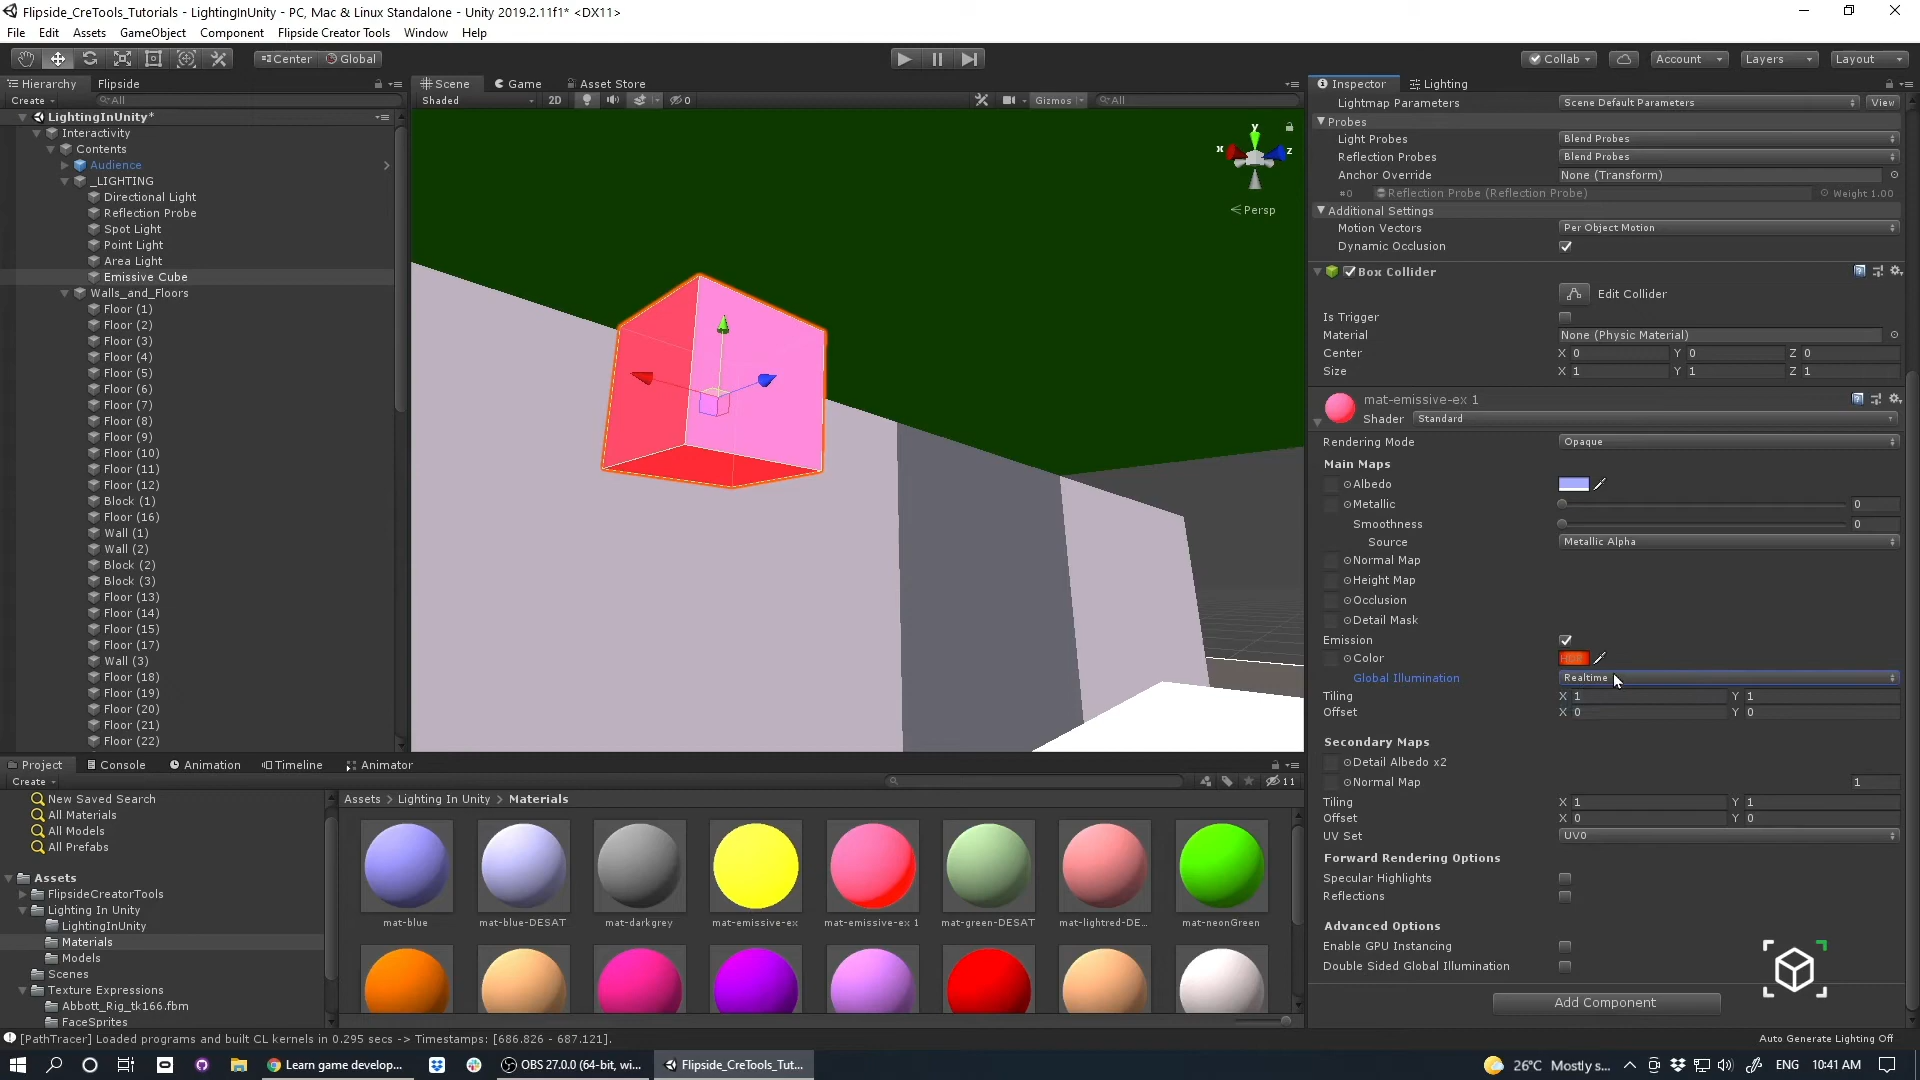 Flipside_CreTools_Tutorials - LightingInUnity - PC, Mac & Linux Standalone - Unity 2019.2.11f1* <DX11>
File Edit Assets GameObject Component Flipside Creator Tools Window Help
Center Global Collab Account Layers Layout
Hierarchy Flipside
Create All
LightingInUnity*
Interactivity
Contents
Audience
_LIGHTING
Directional Light
Reflection Probe
Spot Light
Point Light
Area Light
Emissive Cube
Walls_and_Floors
Floor (1)
Floor (2)
Floor (3)
Floor (4)
Floor (5)
Floor (6)
Floor (7)
Floor (8)
Floor (9)
Floor (10)
Floor (11)
Floor (12)
Block (1)
Floor (16)
Wall (1)
Wall (2)
Block (2)
Block (3)
Floor (13)
Floor (14)
Floor (15)
Floor (17)
Wall (3)
Floor (18)
Floor (19)
Floor (20)
Floor (21)
Floor (22)
Scene Game Asset Store
Shaded 2D 0 Gizmos All
y
x z
Persp
Inspector Lighting
Lightmap Parameters Scene Default Parameters View
Probes
Light Probes Blend Probes
Reflection Probes Blend Probes
Anchor Override None (Transform)
#0 Reflection Probe (Reflection Probe) Weight 1.00
Additional Settings
Motion Vectors Per Object Motion
Dynamic Occlusion
Box Collider
Edit Collider
Is Trigger
Material None (Physic Material)
Center X 0 Y 0 Z 0
Size X 1 Y 1 Z 1
mat-emissive-ex 1
Shader Standard
Rendering Mode Opaque
Main Maps
Albedo
Metallic 0
Smoothness 0
Source Metallic Alpha
Normal Map
Height Map
Occlusion
Detail Mask
Emission
Color HDR
Global Illumination Realtime
Tiling X 1 Y 1
Offset X 0 Y 0
Secondary Maps
Detail Albedo x2
Normal Map 1
Tiling X 1 Y 1
Offset X 0 Y 0
UV Set UV0
Forward Rendering Options
Specular Highlights
Reflections
Advanced Options
Enable GPU Instancing
Double Sided Global Illumination
Add Component
Project Console Animation Timeline Animator
Create 11
New Saved Search
All Materials
All Models
All Prefabs
Assets
FlipsideCreatorTools
Lighting In Unity
LightingInUnity
Materials
Models
Scenes
Texture Expressions
Abbott_Rig_tk166.fbm
FaceSprites
Assets > Lighting In Unity > Materials
mat-blue mat-blue-DESAT mat-darkgrey mat-emissive-ex mat-emissive-ex 1 mat-green-DESAT mat-lightred-DE... mat-neonGreen
[PathTracer] Loaded programs and built CL kernels in 0.295 secs -> Timestamps: [686.826 - 687.121].
Auto Generate Lighting Off
Learn game develop... OBS 27.0.0 (64-bit, wi... Flipside_CreTools_Tut... 26°C Mostly s... ENG 10:41 AM